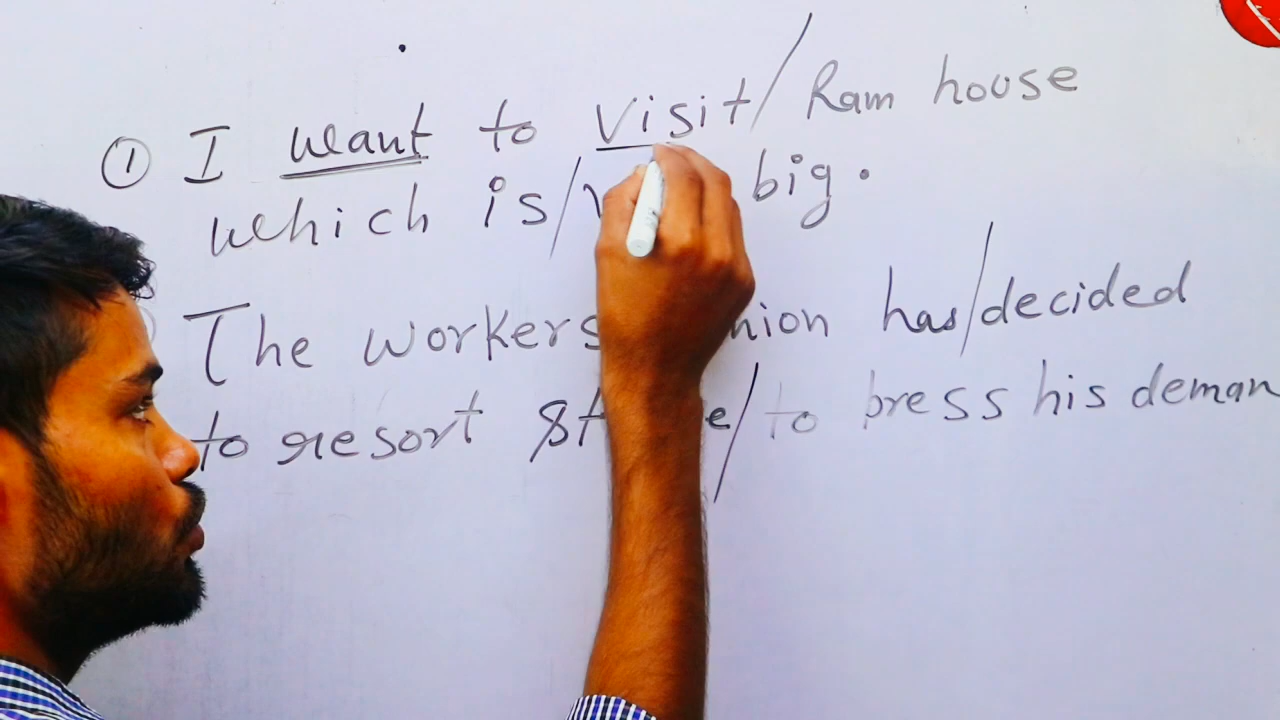 ① I want to visit/ Ram house
which is/ big.
The workers has/decided
to resort /to press his deman